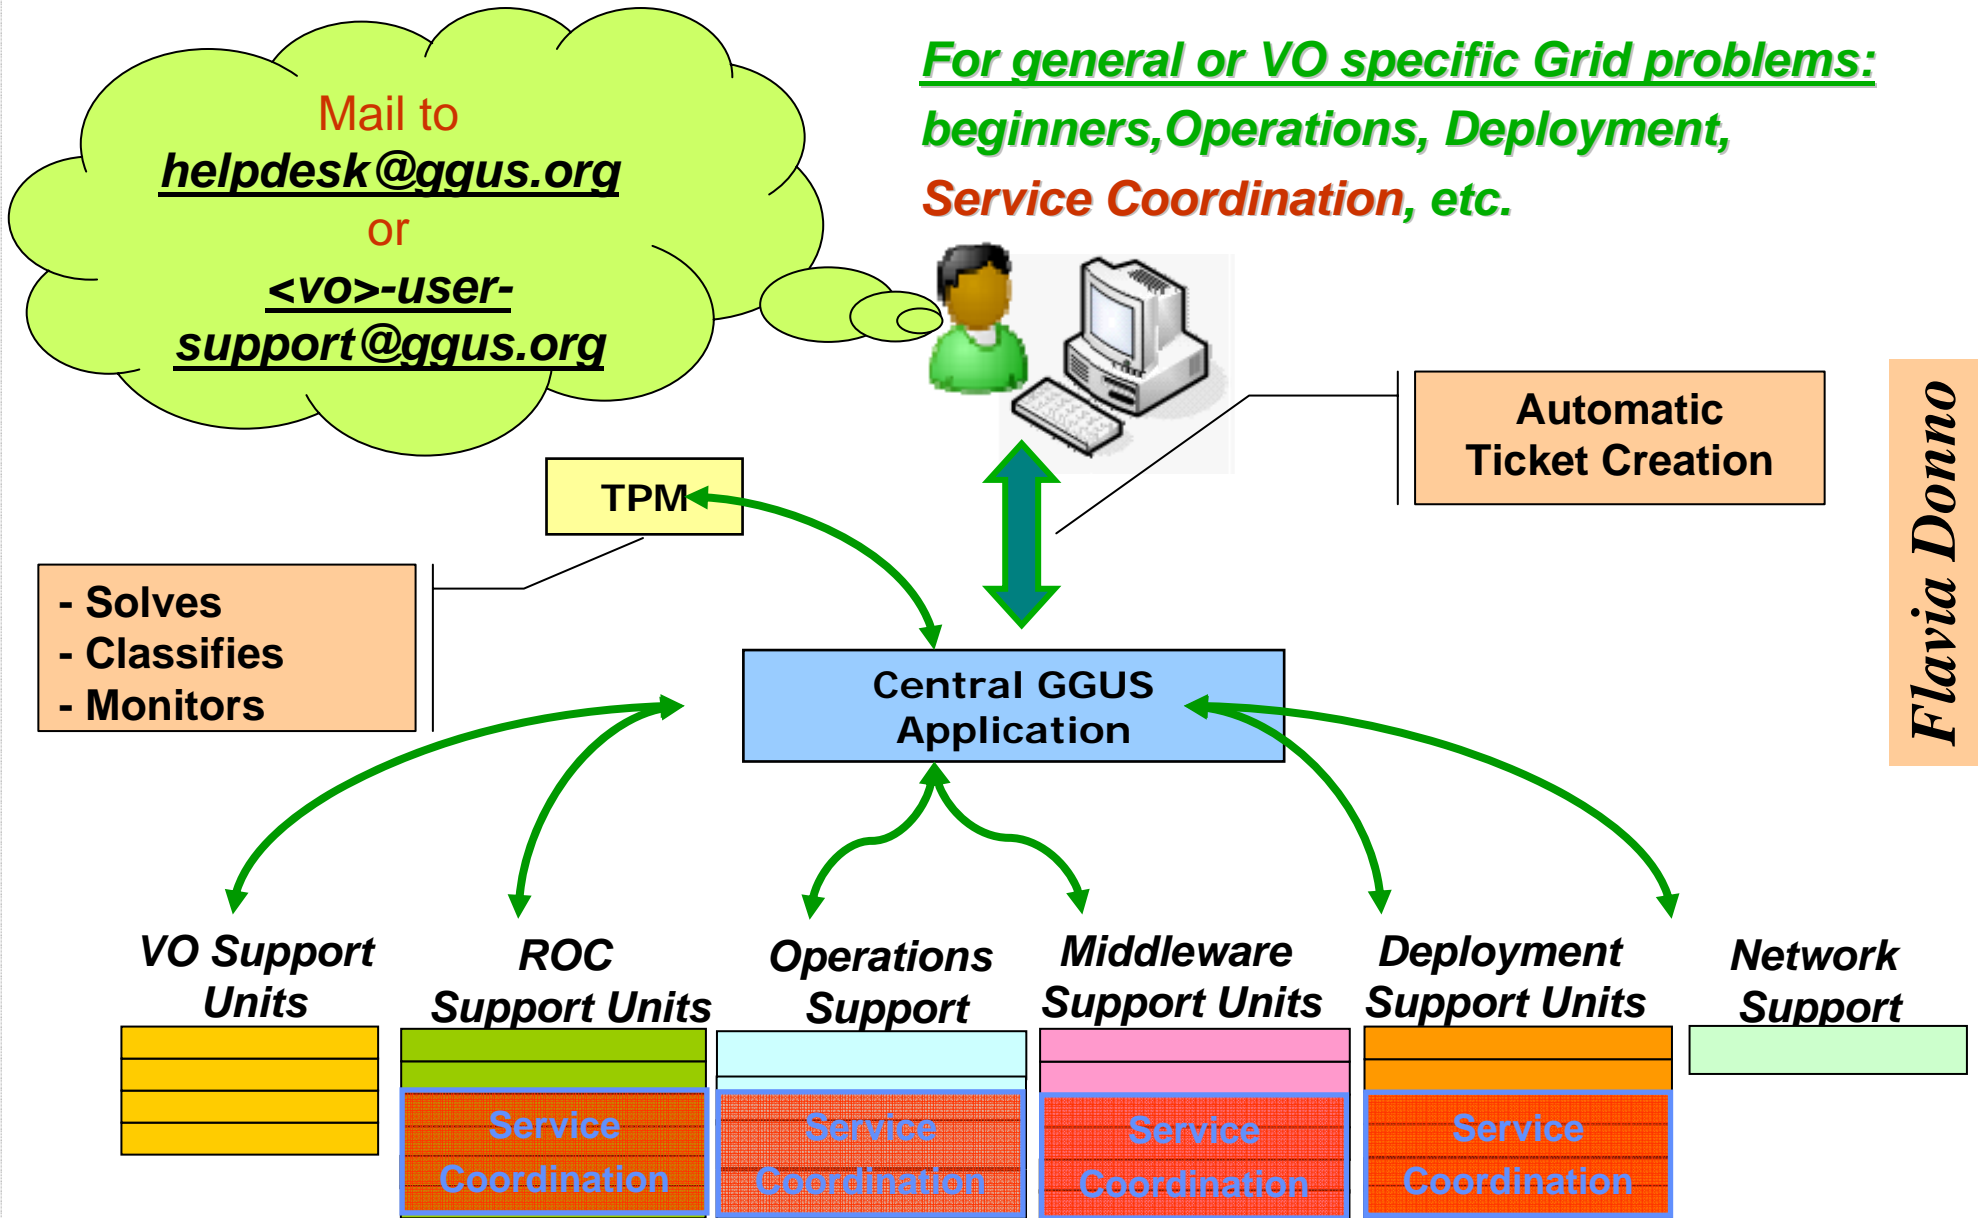 Mail to
helpdesk@ggus.org
or
<vo>-user-
support@ggus.org
For general or VO specific Grid problems:
beginners,Operations, Deployment,
Service Coordination, etc.
Automatic
Ticket Creation
Flavia Donno
TPM
- Solves
- Classifies
- Monitors
Central GGUS
Application
VO Support
Units
ROC
Support Units
Operations
Support
Middleware
Support Units
Deployment
Support Units
Network
Support
Service
Coordination
Service
Coordination
Service
Coordination
Service
Coordination